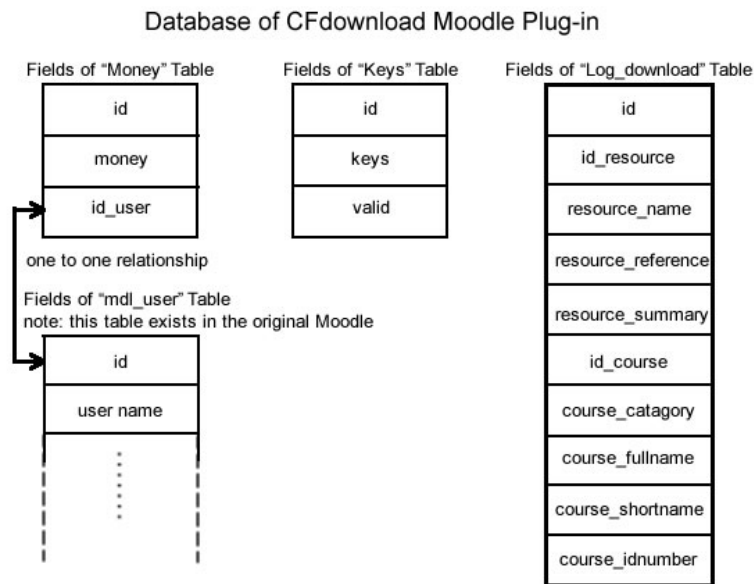 Database of CFdownload Moodle Plug-in
Fields of “Money” Table
id
money
id_user
one to one relationship
Fields of “mdl_user” Table
note: this table exists in the original Moodle
id
user name
Fields of “Keys” Table
id
keys
valid
Fields of “Log_download” Table
id
id_resource
resource_name
resource_reference
resource_summary
id_course
course_catagory
course_fullname
course_shortname
course_idnumber